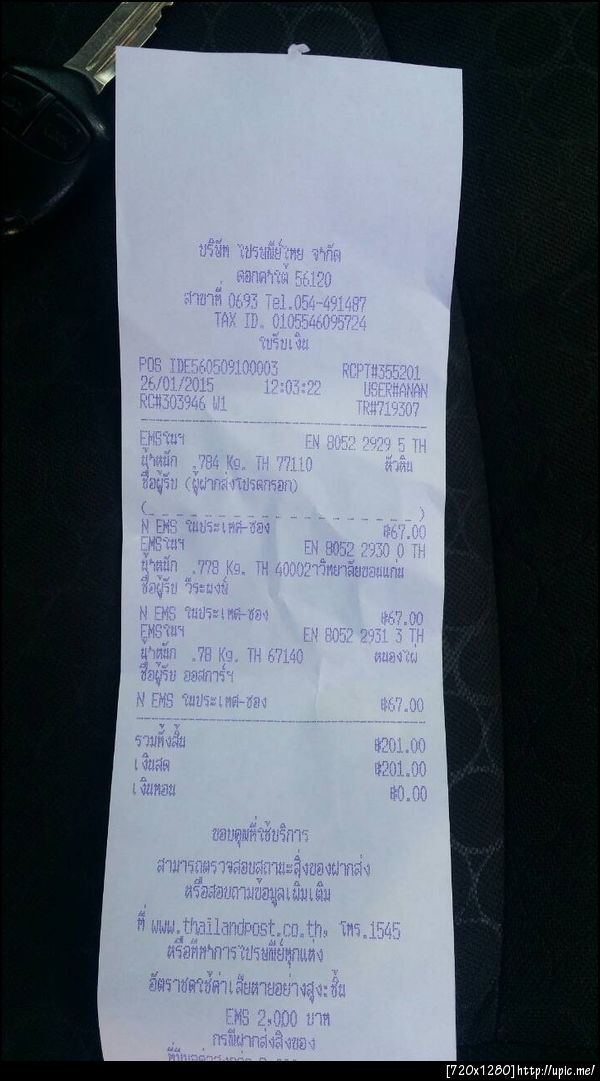 บริษัท ไปรษณีย์ไทย จำกัด
ดอกคำใต้ 56120
สาขาที่ 0693 Tel.054-491487
TAX ID. 0105546095724
ใบรับเงิน
POS IDE560509100003 RCPT#355201
26/01/2015 12:03:22 USER#ANAN
RC#303946 W1 TR#719307
EMSในฯ EN 8052 2929 5 TH
น้ำหนัก .784 Kg. TH 77110 หัวหิน
ชื่อผู้รับ (ผู้ฝากส่งโปรดกรอก)
(_ _ _ _ _ _ _ _ _ _ _ _ _ _ _ _ _ _ _)
N EMS ในประเทศ-ซอง ฿67.00
EMSในฯ EN 8052 2930 0 TH
น้ำหนัก .778 Kg. TH 40002าวิทยาลัยขอนแก่น
ชื่อผู้รับ วีระพงษ์
N EMS ในประเทศ-ซอง ฿67.00
EMSในฯ EN 8052 2931 3 TH
น้ำหนัก .78 Kg. TH 67140 หนองไผ่
ชื่อผู้รับ ออสการ์ฯ
N EMS ในประเทศ-ซอง ฿67.00
รวมทั้งสิ้น ฿201.00
เงินสด ฿201.00
เงินทอน ฿0.00
ขอบคุณที่ใช้บริการ
สามารถตรวจสอบสถานะสิ่งของฝากส่ง
หรือสอบถามข้อมูลเพิ่มเติม
ที่ www.thailandpost.co.th, โทร.1545
หรือที่ทำการไปรษณีย์ทุกแห่ง
อัตราชดใช้ค่าเสียหายอย่างสูงะชิ้น
EMS 2,000 บาท
กรณีฝากส่งสิ่งของ
[720x1280]http://upic.me/